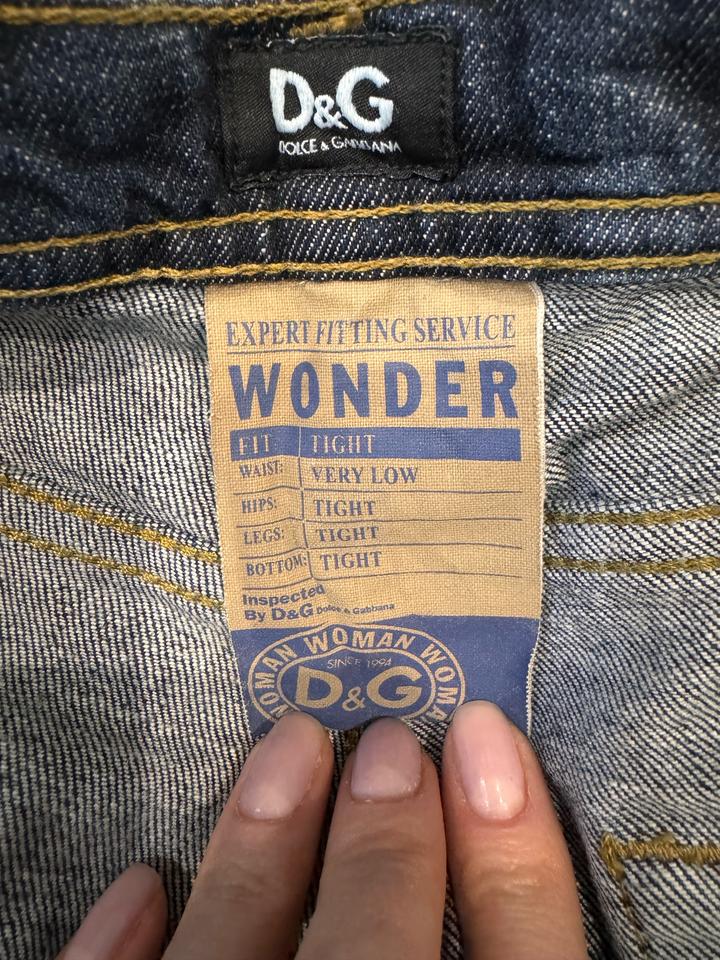 D&G
DOLCE & GABBANA
EXPERT FITTING SERVICE
WONDER
FIT TIGHT
WAIST: VERY LOW
HIPS: TIGHT
LEGS: TIGHT
BOTTOM: TIGHT
Inspected
By D&G Dolce & Gabbana
WOMAN WOMAN WOMA
SINCE 1994
D&G